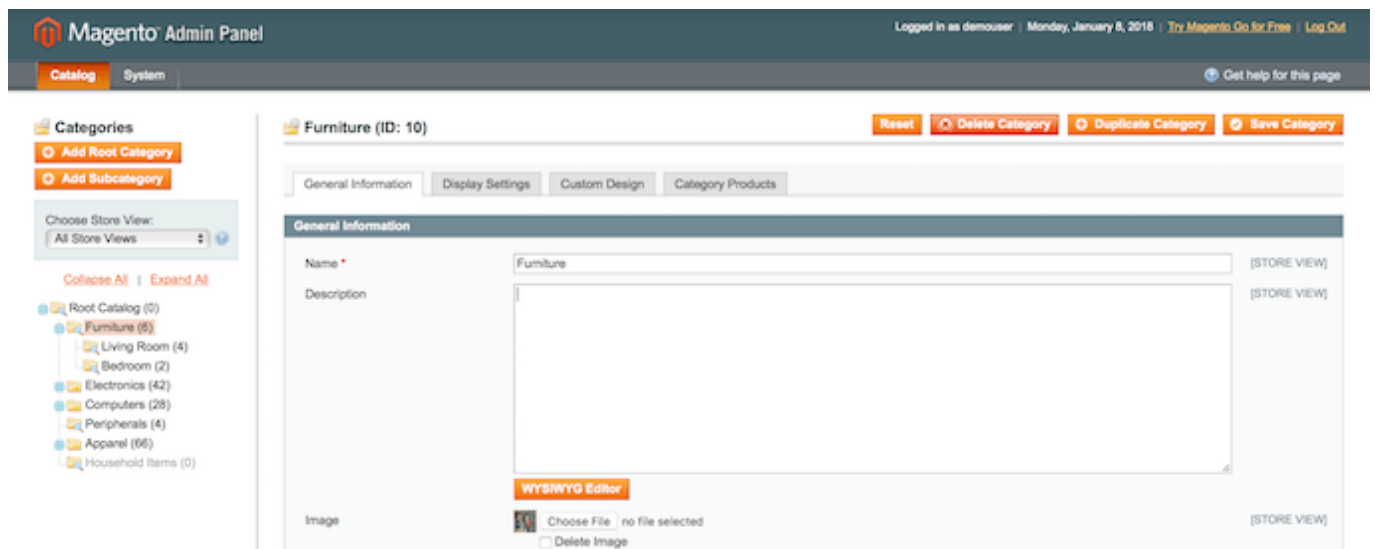 Magento Admin Panel
Logged in as demouser | Monday, January 8, 2018 | Try Magento Go for Free | Log Out
Catalog System
Get help for this page
Categories
Add Root Category
Add Subcategory
Choose Store View:
All Store Views
Collapse All | Expand All
Root Catalog (0)
Furniture (6)
Living Room (4)
Bedroom (2)
Electronics (42)
Computers (28)
Peripherals (4)
Apparel (66)
Household Items (0)
Furniture (ID: 10)
Reset Delete Category Duplicate Category Save Category
General Information Display Settings Custom Design Category Products
General Information
Name * Furniture [STORE VIEW]
Description [STORE VIEW]
WYSIWYG Editor
Image Choose File no file selected [STORE VIEW]
Delete Image